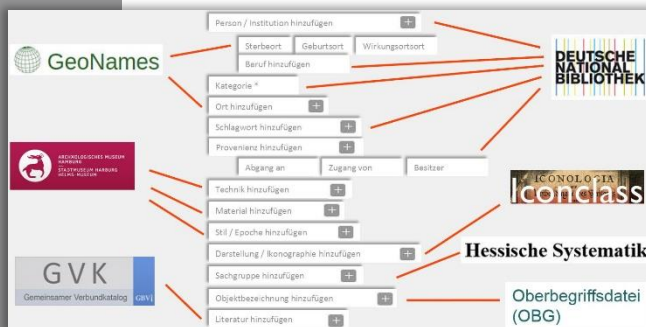 Person / Institution hinzufügen
Sterbeort Geburtsort Wirkungsortsort
Beruf hinzufügen
Kategorie *
Ort hinzufügen
Schlagwort hinzufügen
Provenienz hinzufügen
Abgang an Zugang von Besitzer
Technik hinzufügen
Material hinzufügen
Stil / Epoche hinzufügen
Darstellung / Ikonographie hinzufügen
Sachgruppe hinzufügen
Objektbezeichnung hinzufügen
Literatur hinzufügen
GeoNames
ARCHÄOLOGISCHES MUSEUM
HAMBURG
STADTMUSEUM HARBURG
HELMS-MUSEUM
GVK
Gemeinsamer Verbundkatalog
DEUTSCHE
NATIONAL
BIBLIOTHEK
ICONOLOGIA
Iconclass
Hessische Systematik
Oberbegriffsdatei
(OBG)